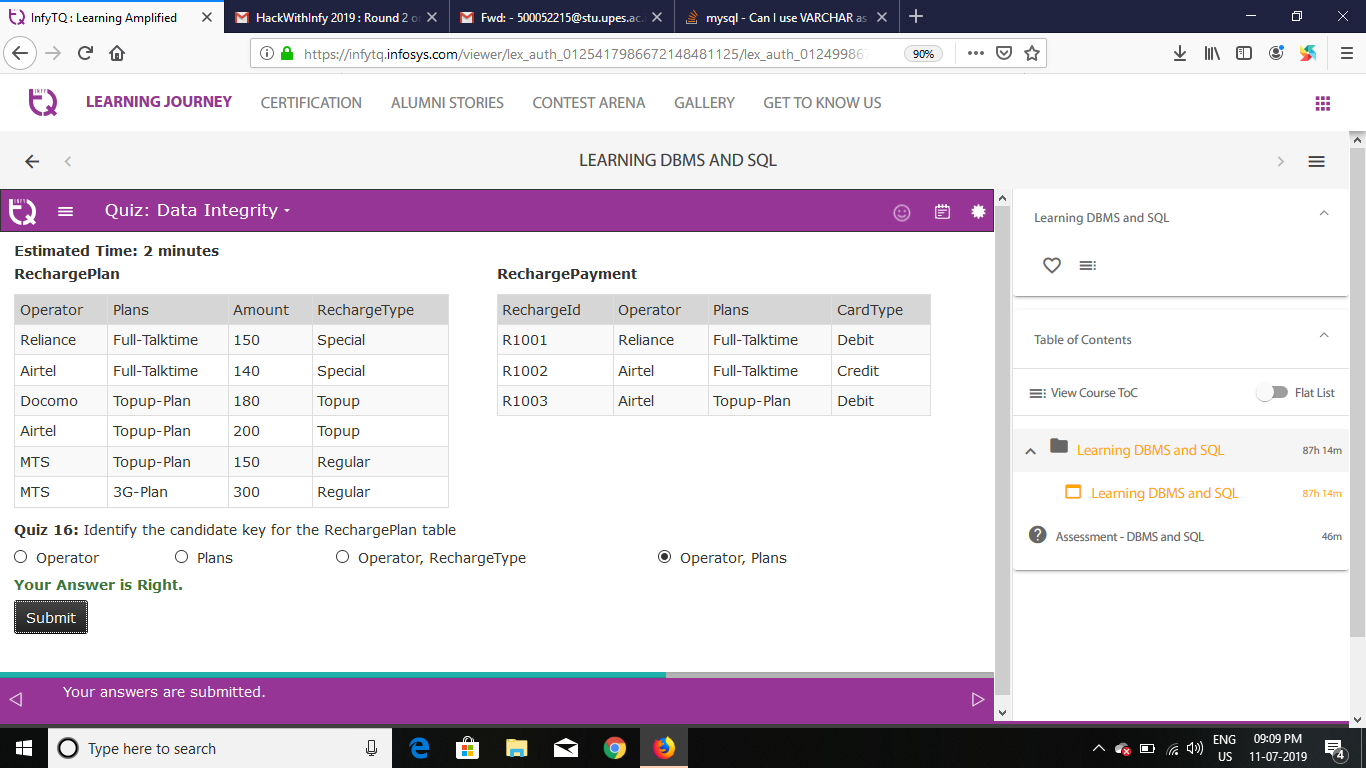 InfyTQ : Learning Amplified
HackWithInfy 2019 : Round 2 o
Fwd: - 500052215@stu.upes.ac.
mysql - Can I use VARCHAR as
https://infytq.infosys.com/viewer/lex_auth_0125417986672148481125/lex_auth_01249986
90%
INFY
TQ
LEARNING JOURNEY
CERTIFICATION
ALUMNI STORIES
CONTEST ARENA
GALLERY
GET TO KNOW US
LEARNING DBMS AND SQL
Quiz: Data Integrity
Estimated Time: 2 minutes
RechargePlan
Operator Plans Amount RechargeType
Reliance Full-Talktime 150 Special
Airtel Full-Talktime 140 Special
Docomo Topup-Plan 180 Topup
Airtel Topup-Plan 200 Topup
MTS Topup-Plan 150 Regular
MTS 3G-Plan 300 Regular
RechargePayment
RechargeId Operator Plans CardType
R1001 Reliance Full-Talktime Debit
R1002 Airtel Full-Talktime Credit
R1003 Airtel Topup-Plan Debit
Quiz 16: Identify the candidate key for the RechargePlan table
Operator Plans Operator, RechargeType Operator, Plans
Your Answer is Right.
Submit
Your answers are submitted.
Learning DBMS and SQL
Table of Contents
View Course ToC Flat List
Learning DBMS and SQL 87h 14m
Learning DBMS and SQL 87h 14m
Assessment - DBMS and SQL 46m
Type here to search
ENG
US
09:09 PM
11-07-2019
4